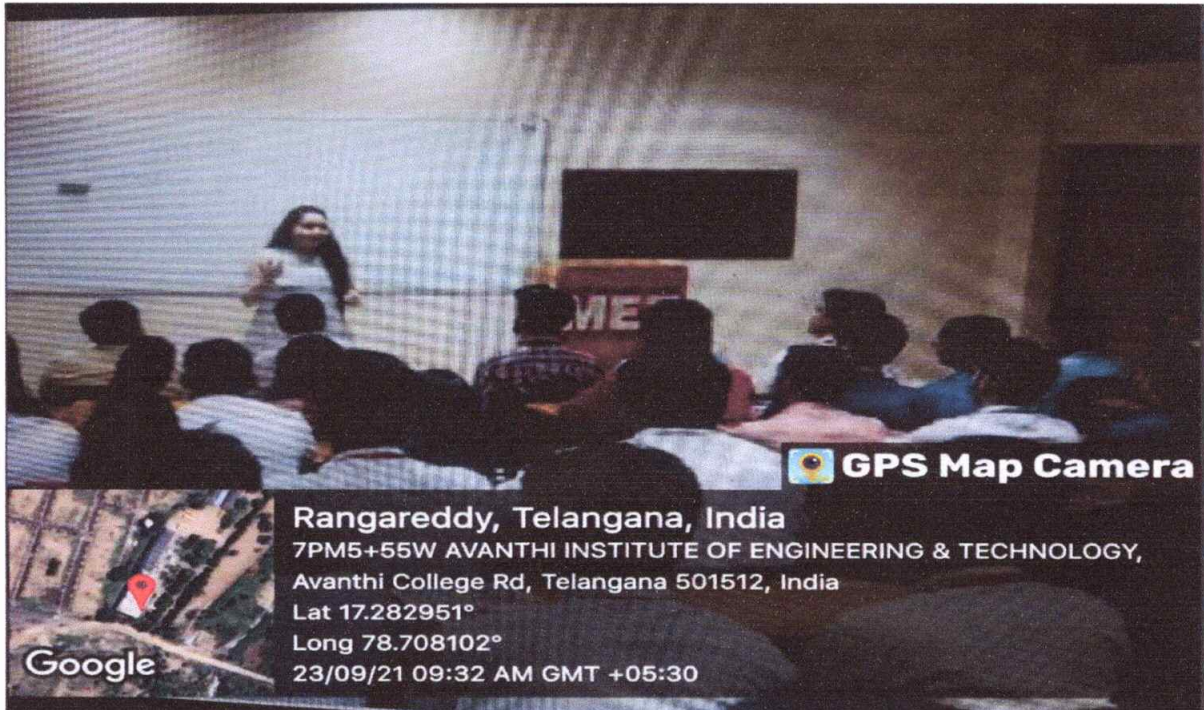 GPS Map Camera
Rangareddy, Telangana, India
7PM5+55W AVANTHI INSTITUTE OF ENGINEERING & TECHNOLOGY,
Avanthi College Rd, Telangana 501512, India
Lat 17.282951°
Long 78.708102°
23/09/21 09:32 AM GMT +05:30
Google